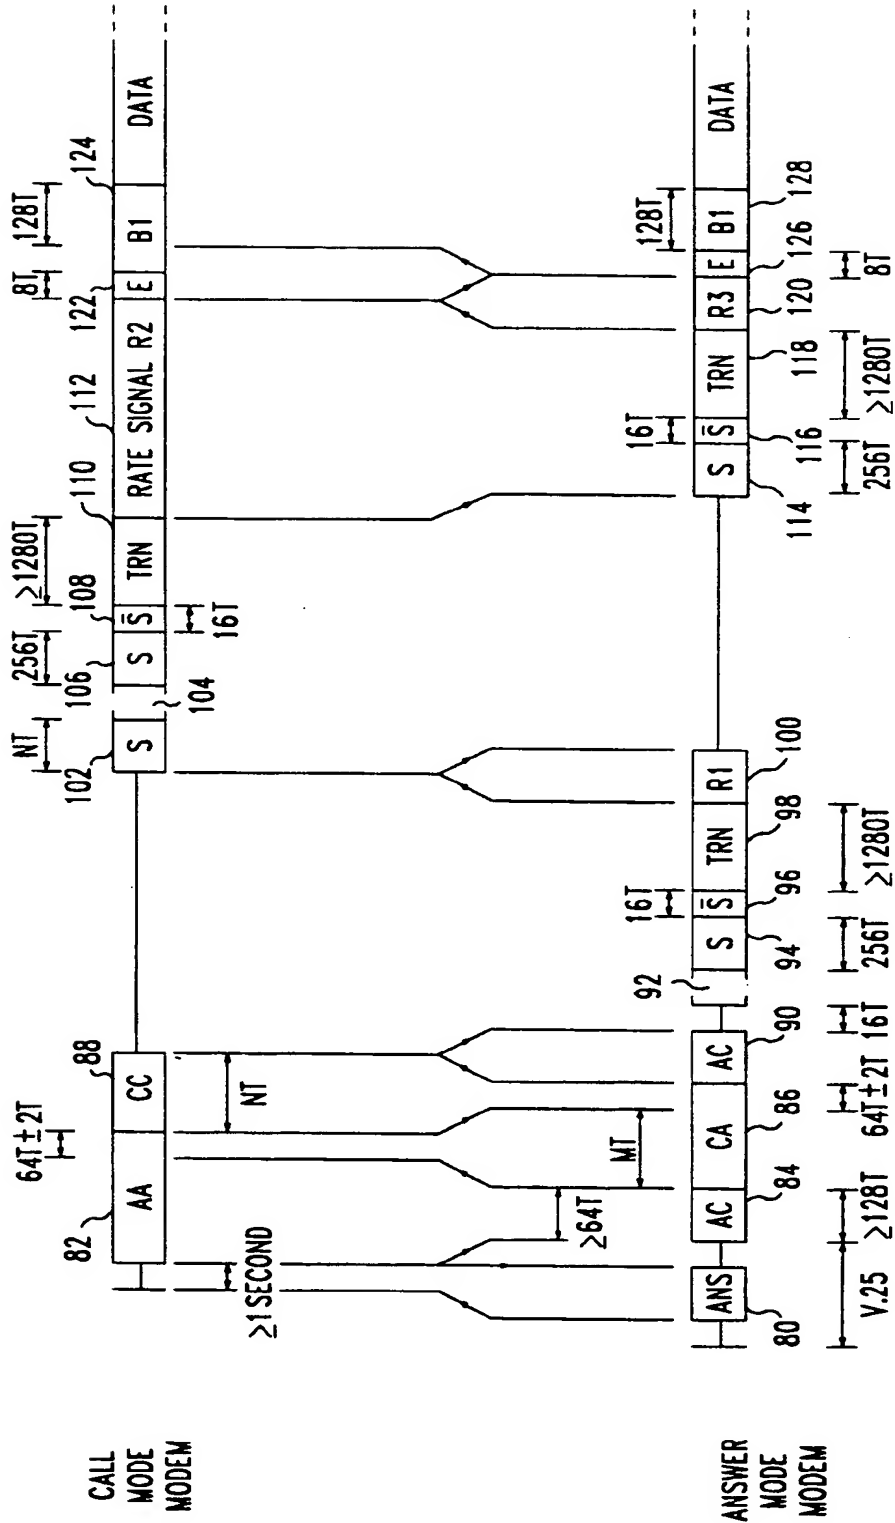 CALL
MODE
MODEM
≥1 SECOND
82
AA
64T±2T
88
CC
NT
102
NT
S
104
106
256T
S
108
S̄
16T
≥1280T
110
TRN
112
RATE SIGNAL R2
122
8T
E
128T
124
B1
DATA
≥64T
MT
ANSWER
MODE
MODEM
80
ANS
V.25
84
AC
≥128T
86
CA
64T±2T
90
AC
16T
92
94
S
256T
16T
96
S̄
98
TRN
≥1280T
100
R1
114
S
256T
16T
116
S̄
118
TRN
≥1280T
120
R3
126
E
8T
128T
128
B1
DATA